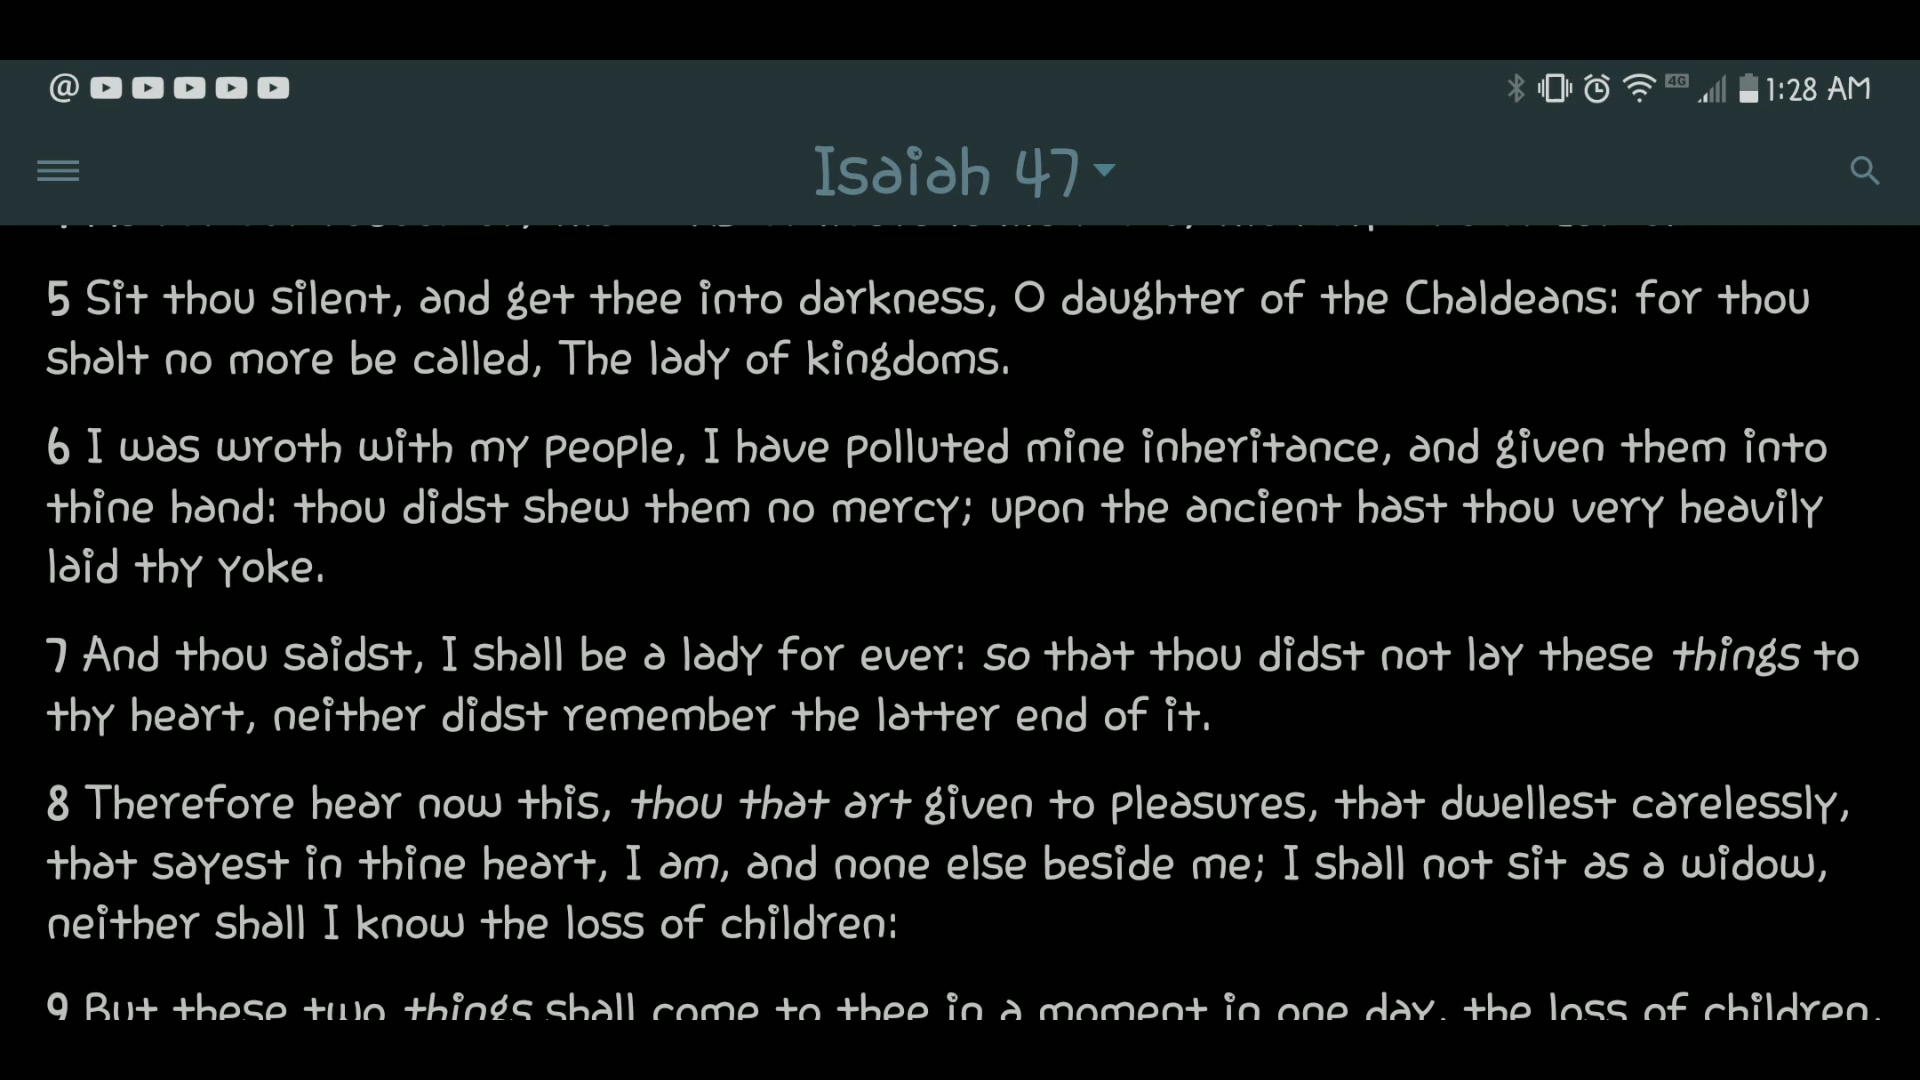 @ 4G 1:28 AM
Isaiah 47
5 Sit thou silent, and get thee into darkness, O daughter of the Chaldeans: for thou
shalt no more be called, The lady of kingdoms.
6 I was wroth with my people, I have polluted mine inheritance, and given them into
thine hand: thou didst shew them no mercy; upon the ancient hast thou very heavily
laid thy yoke.
7 And thou saidst, I shall be a lady for ever: so that thou didst not lay these things to
thy heart, neither didst remember the latter end of it.
8 Therefore hear now this, thou that art given to pleasures, that dwellest carelessly,
that sayest in thine heart, I am, and none else beside me; I shall not sit as a widow,
neither shall I know the loss of children:
9 But these two things shall come to thee in a moment in one day, the loss of children,